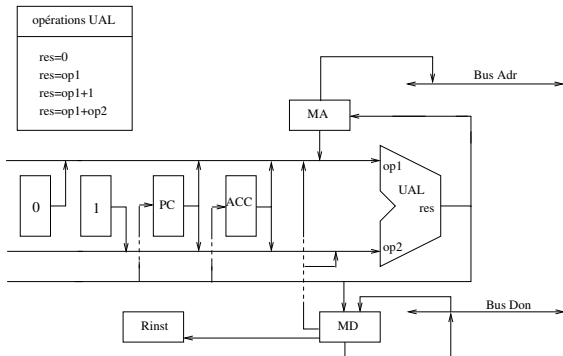 opérations UAL
res=0
res=op1
res=op1+1
res=op1+op2
Bus Adr
MA
op1
UAL
res
op2
0
1
PC
ACC
Rinst
MD
Bus Don